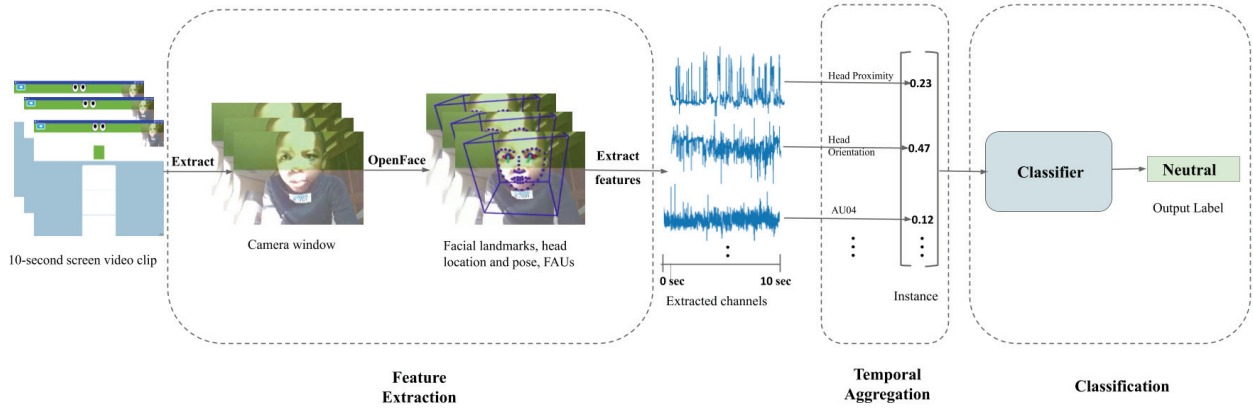 10-second screen video clip
Extract
Camera window
OpenFace
Facial landmarks, head
location and pose, FAUs
Extract
features
0 sec
10 sec
Extracted channels
Head Proximity
Head
Orientation
AU04
0.23
0.47
0.12
Instance
Classifier
Neutral
Output Label
Feature
Extraction
Temporal
Aggregation
Classification